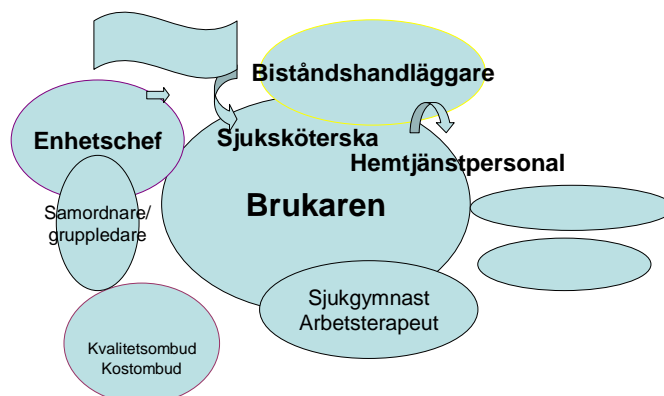 Biståndshandläggare
Enhetschef
Sjuksköterska
Hemtjänstpersonal
Brukaren
Samordnare/
gruppledare
Sjukgymnast
Arbetsterapeut
Kvalitetsombud
Kostombud